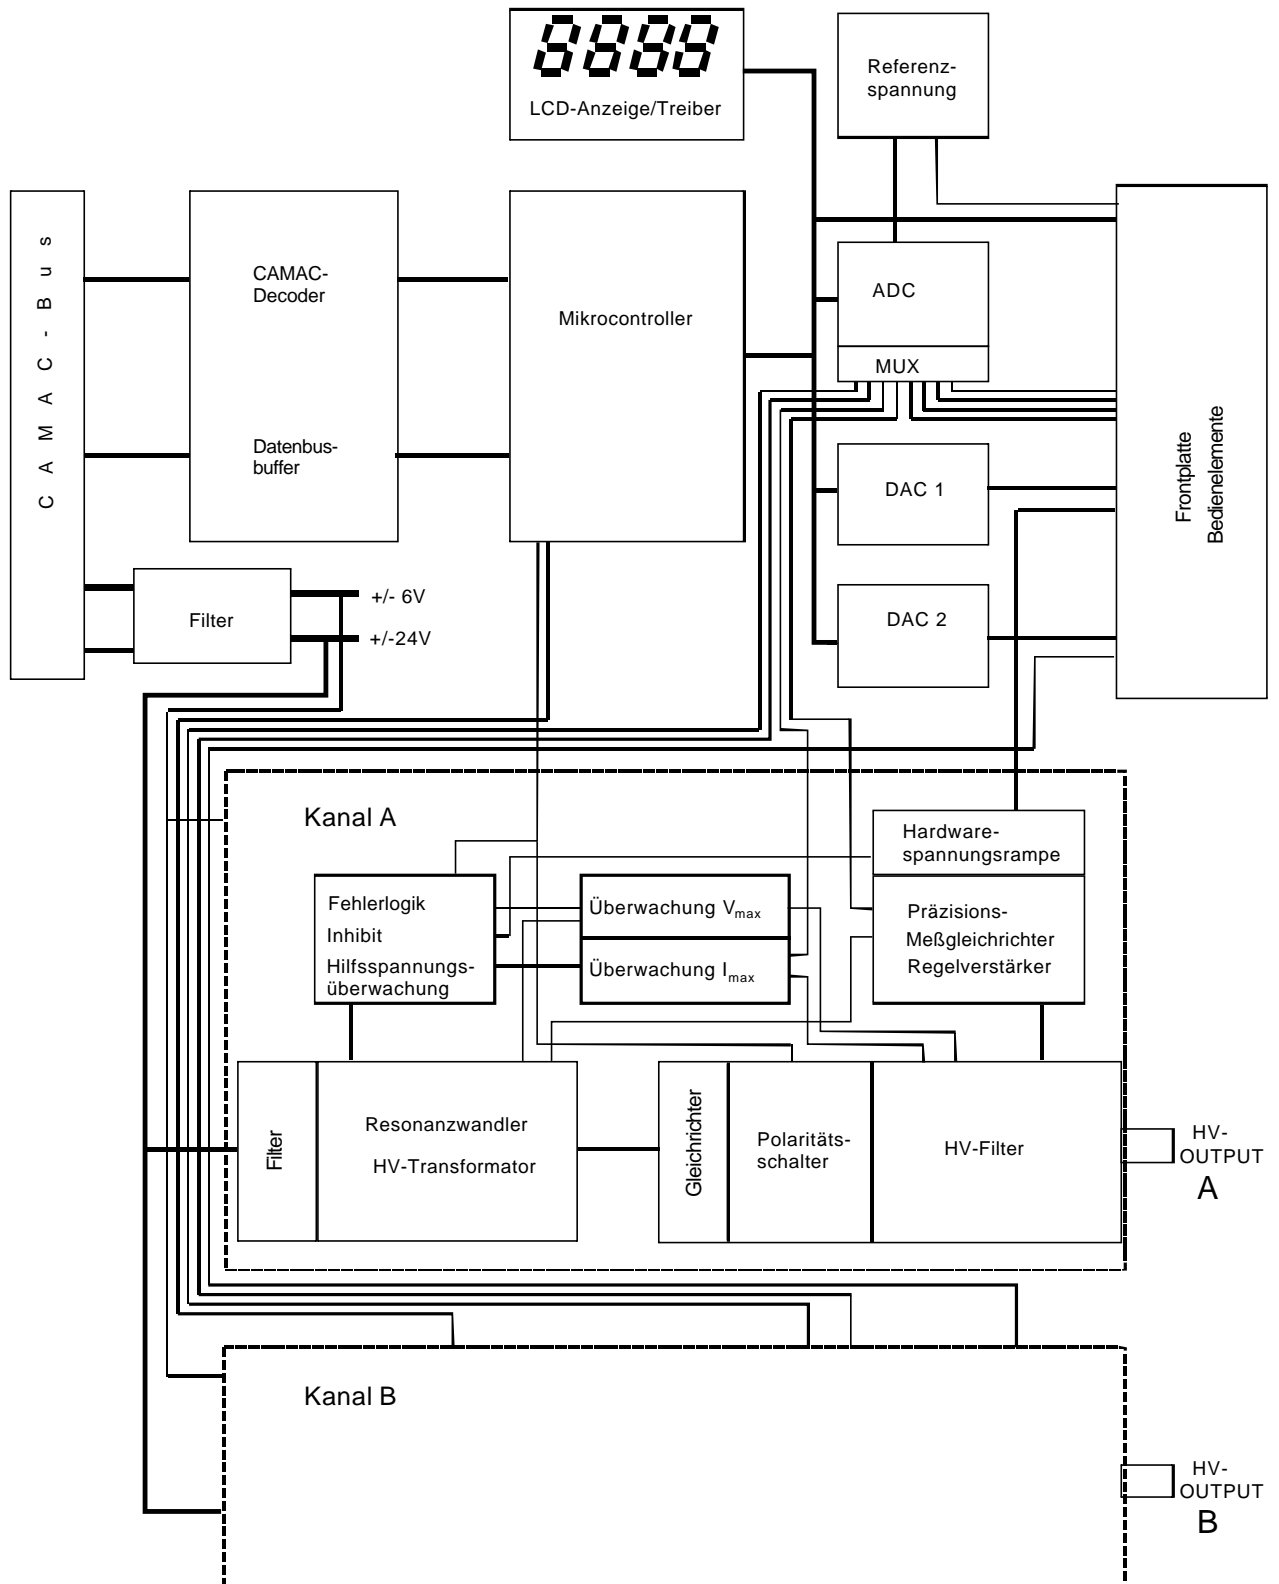 8888
LCD-Anzeige/Treiber
Referenz-
spannung
CAMAC-Bus
CAMAC-
Decoder
Datenbus-
buffer
Mikrocontroller
ADC
MUX
DAC 1
DAC 2
Frontplatte
Bedienelemente
Filter
+/- 6V
+/-24V
Kanal A
Hardware-
spannungsrampe
Fehlerlogik
Inhibit
Hilfsspannungs-
überwachung
Überwachung Vmax
Überwachung Imax
Präzisions-
Meßgleichrichter
Regelverstärker
Filter
Resonanzwandler
HV-Transformator
Gleichrichter
Polaritäts-
schalter
HV-Filter
HV-
OUTPUT
A
Kanal B
HV-
OUTPUT
B